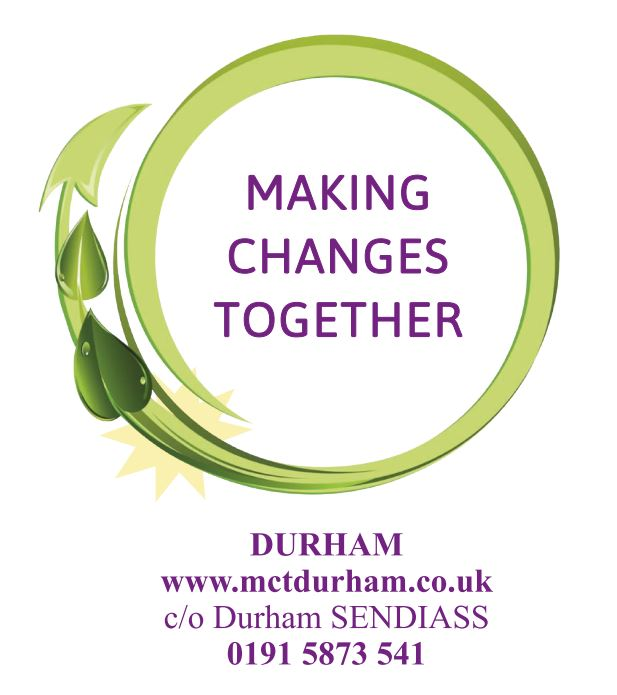 MAKING
CHANGES
TOGETHER
DURHAM
www.mctdurham.co.uk
c/o Durham SENDIASS
0191 5873 541